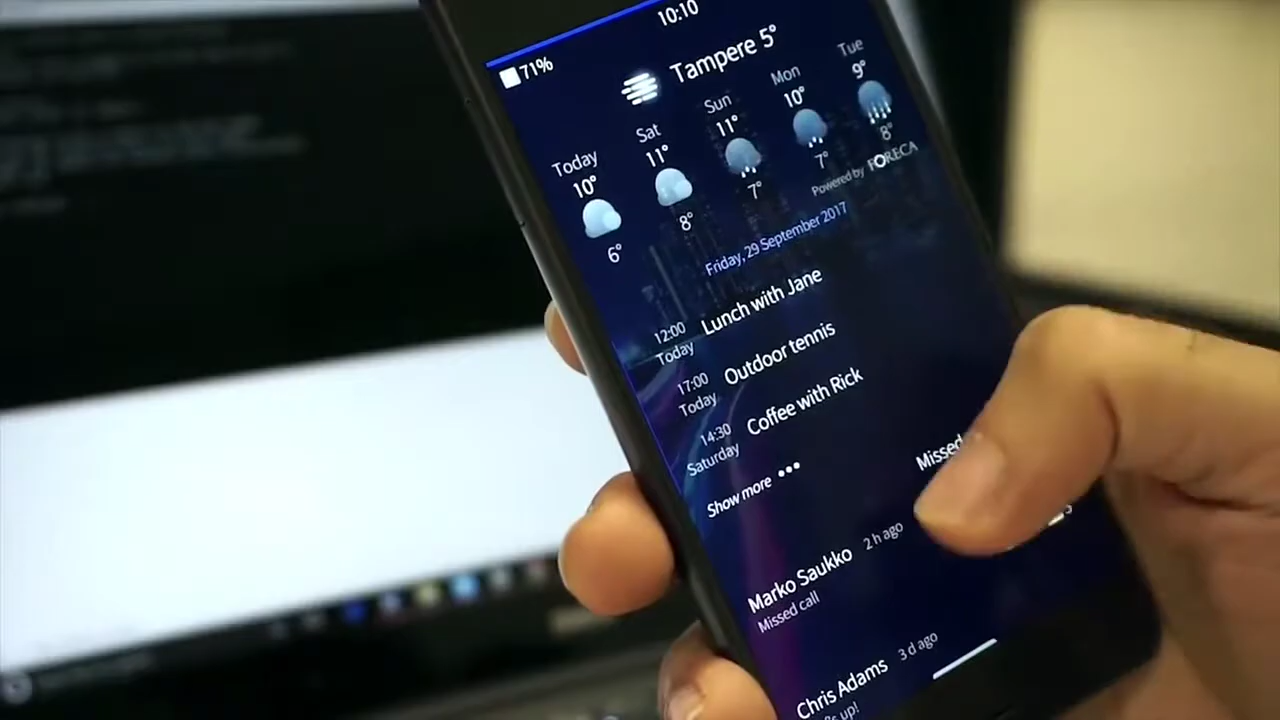 10:10
71%
Tampere 5°
Today Sat Sun Mon Tue
10° 11° 11° 10° 9°
6° 8° 7° 7° 8°
Powered by FORECA
Friday, 29 September 2017
12:00 Lunch with Jane
Today
17:00 Outdoor tennis
Today
14:30 Coffee with Rick
Saturday
Show more •••
Missed
Marko Saukko 2 h ago
Missed call
Chris Adams 3 d ago
up!